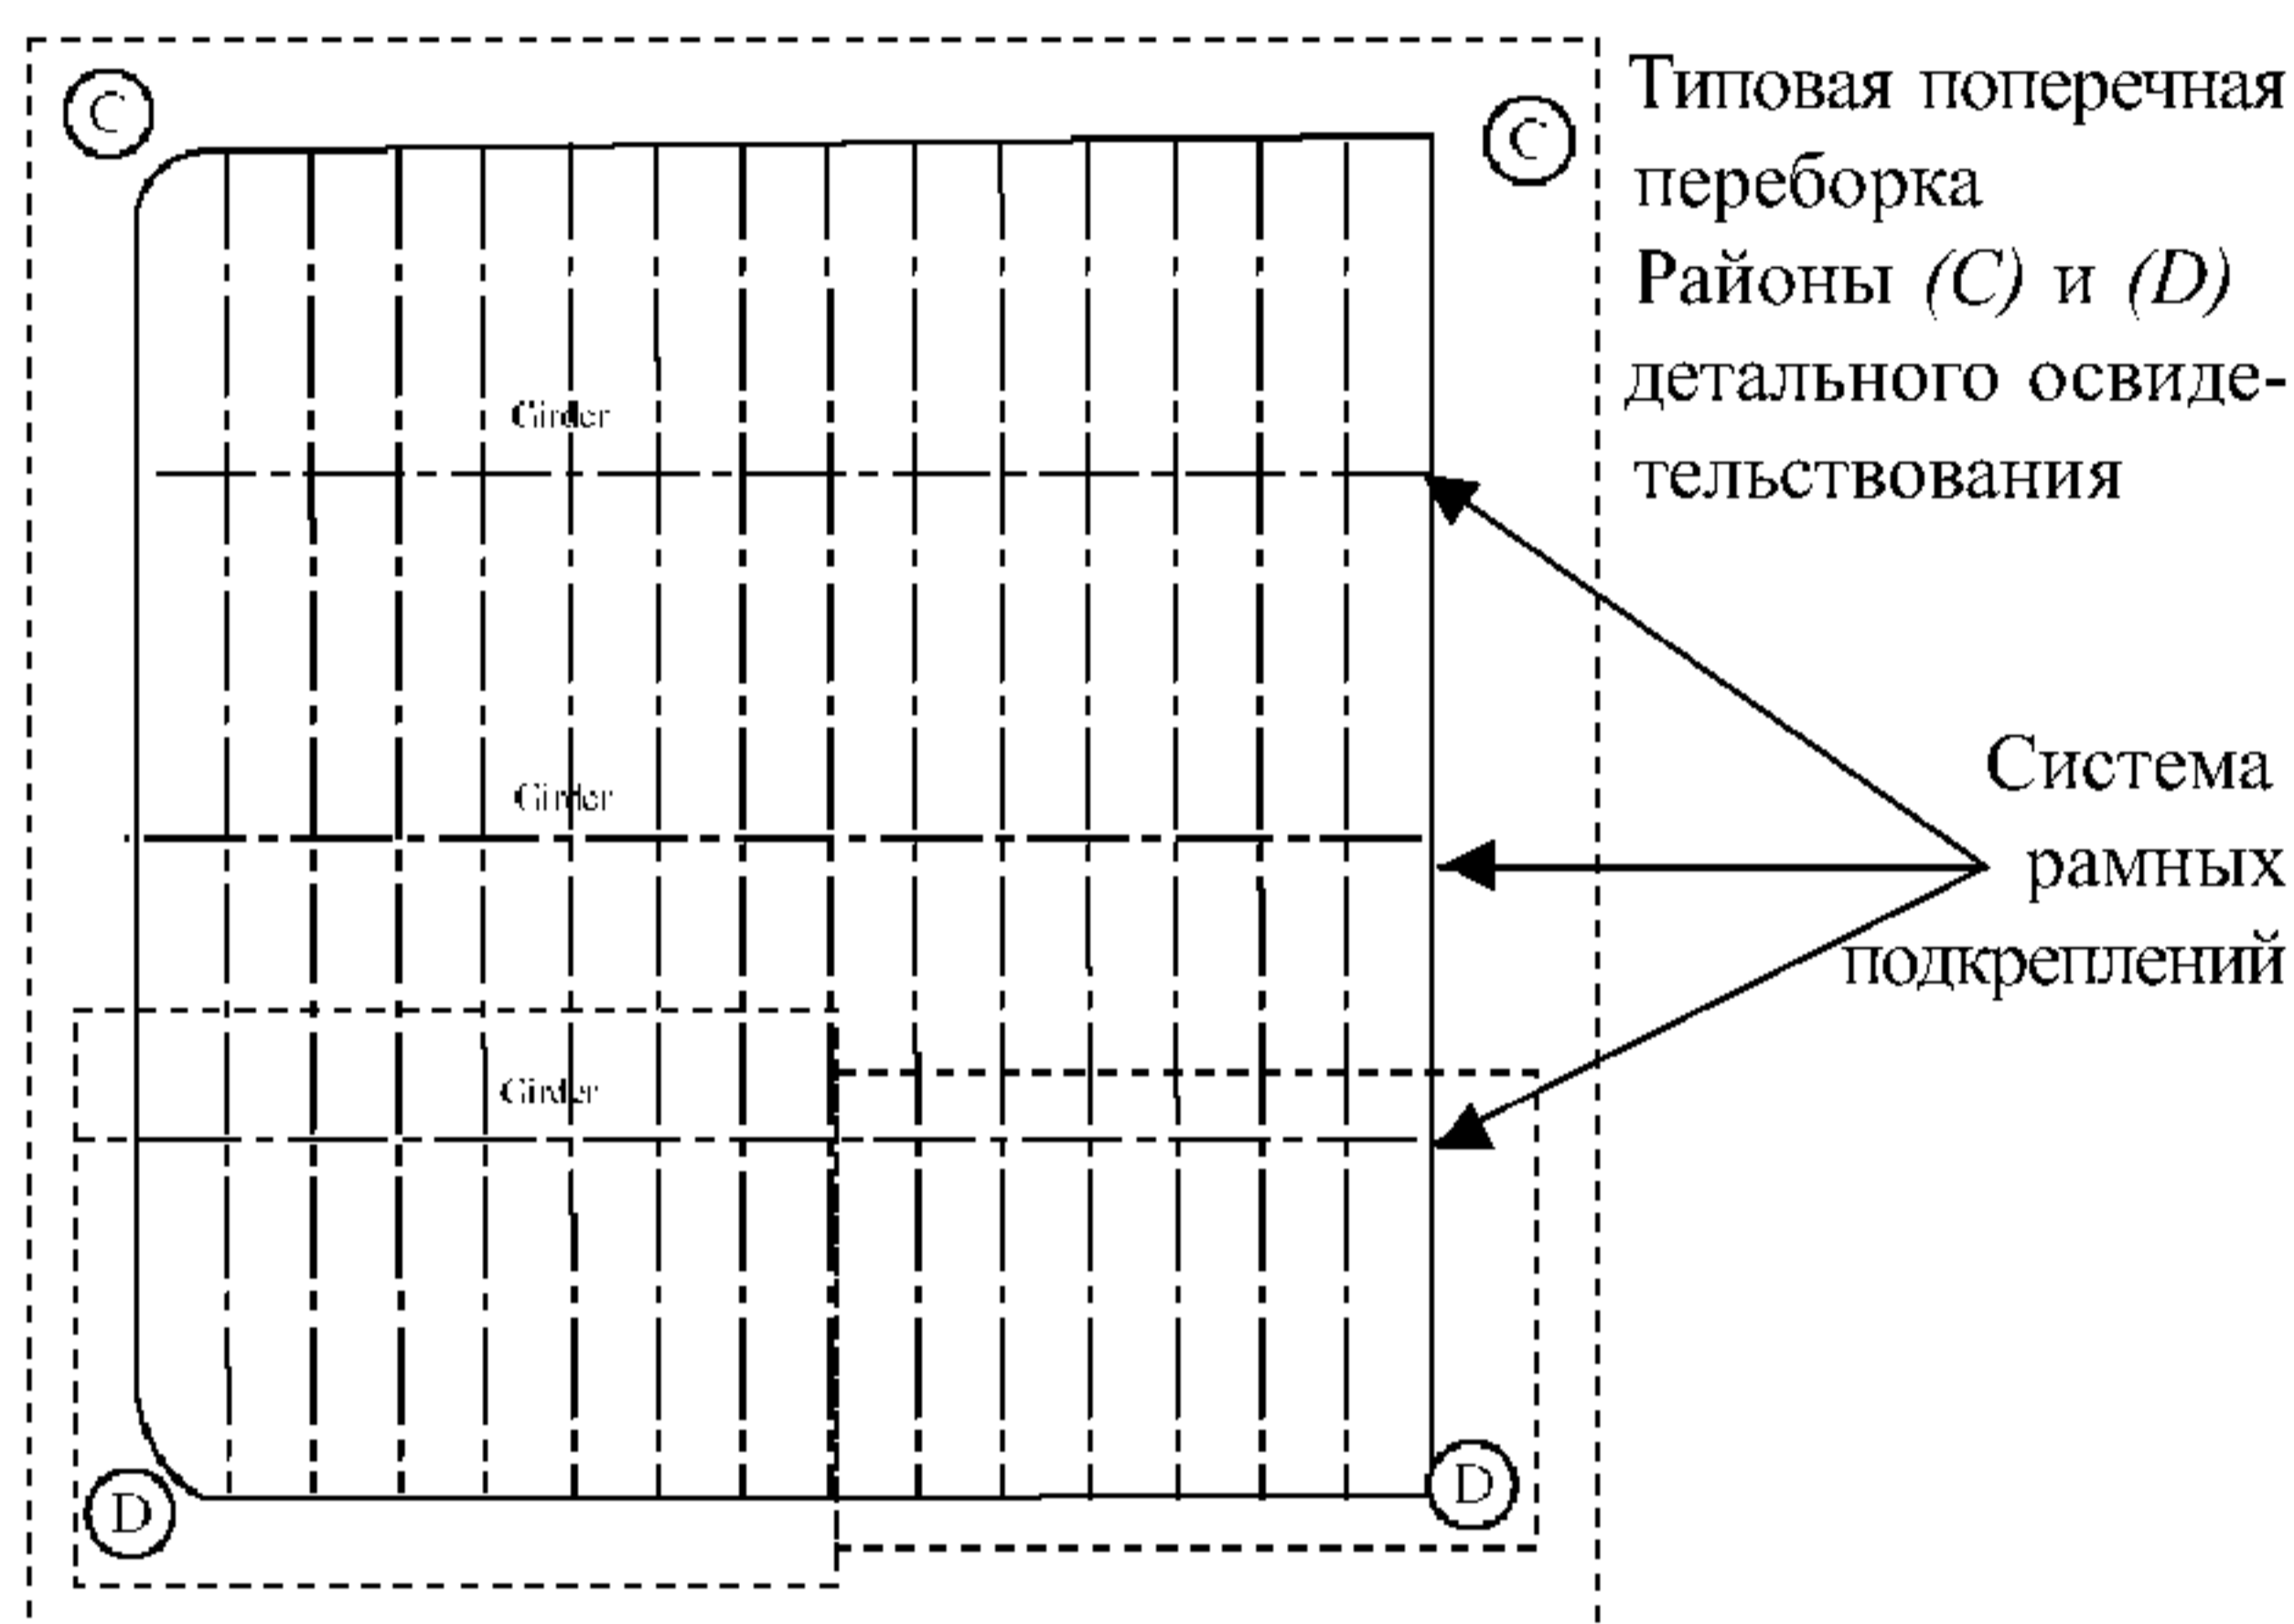 C
C
Типовая поперечная
переборка
Районы (C) и (D)
детального освиде-
тельствования
Girder
Girder
Система
рамных
подкреплений
Girder
D
D